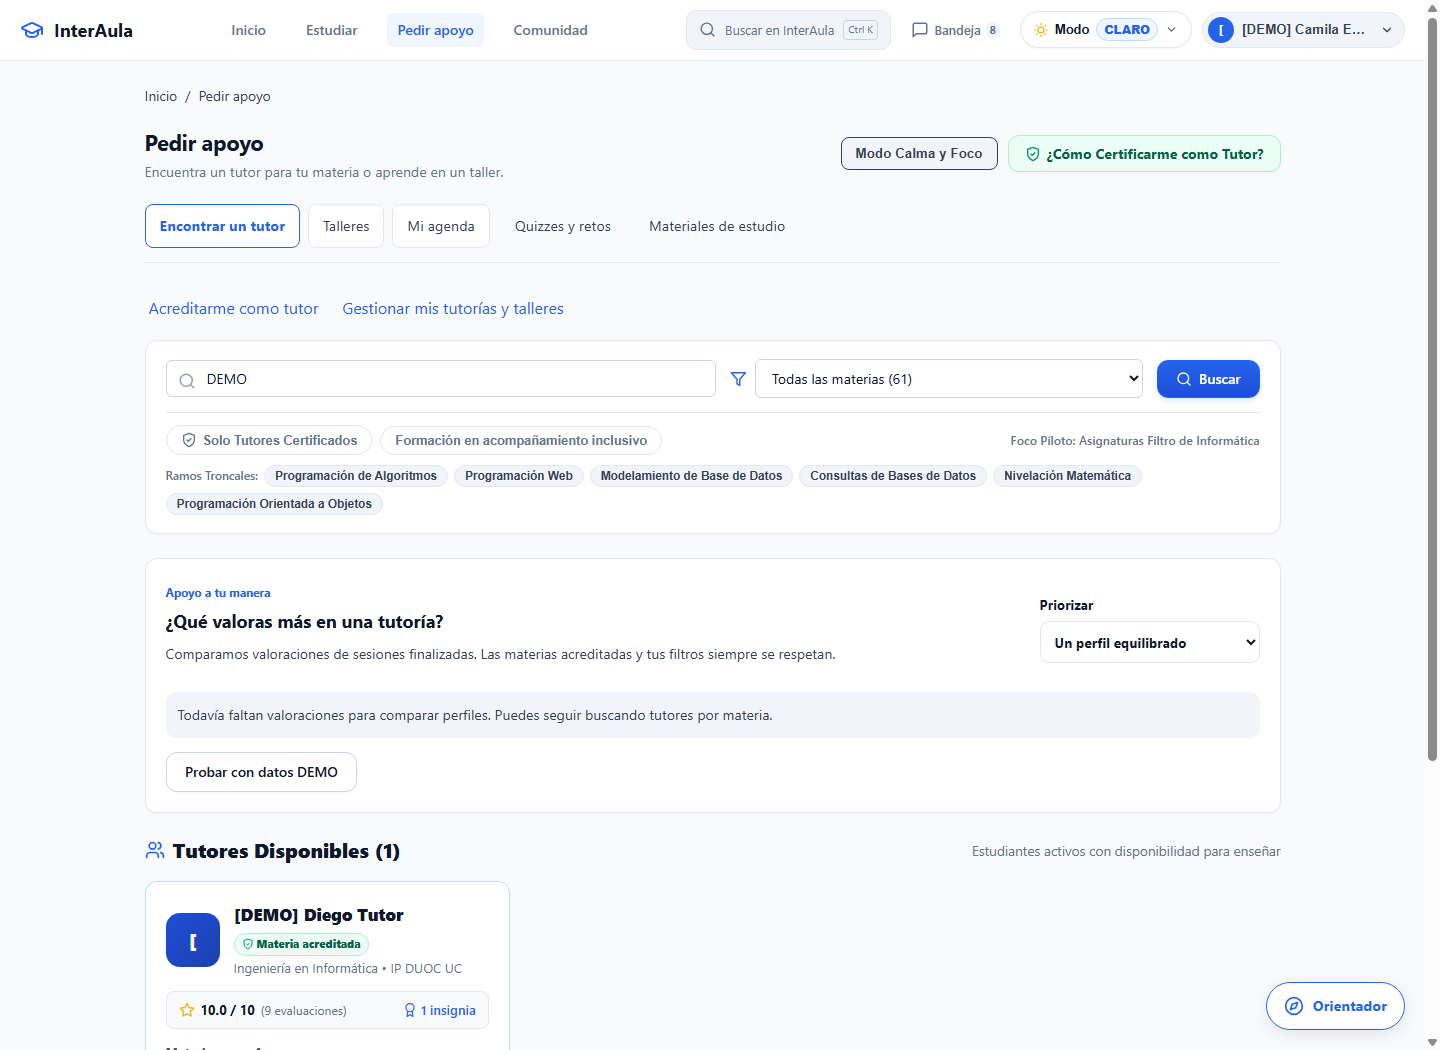 InterAula
Inicio
Estudiar
Pedir apoyo
Comunidad
Buscar en InterAula
Ctrl K
Bandeja 8
Modo CLARO
[
[DEMO] Camila E...
Inicio / Pedir apoyo
Pedir apoyo
Encuentra un tutor para tu materia o aprende en un taller.
Modo Calma y Foco
¿Cómo Certificarme como Tutor?
Encontrar un tutor
Talleres
Mi agenda
Quizzes y retos
Materiales de estudio
Acreditarme como tutor
Gestionar mis tutorías y talleres
DEMO
Todas las materias (61)
Buscar
Solo Tutores Certificados
Formación en acompañamiento inclusivo
Foco Piloto: Asignaturas Filtro de Informática
Ramos Troncales:
Programación de Algoritmos
Programación Web
Modelamiento de Base de Datos
Consultas de Bases de Datos
Nivelación Matemática
Programación Orientada a Objetos
Apoyo a tu manera
¿Qué valoras más en una tutoría?
Comparamos valoraciones de sesiones finalizadas. Las materias acreditadas y tus filtros siempre se respetan.
Priorizar
Un perfil equilibrado
Todavía faltan valoraciones para comparar perfiles. Puedes seguir buscando tutores por materia.
Probar con datos DEMO
Tutores Disponibles (1)
Estudiantes activos con disponibilidad para enseñar
[
[DEMO] Diego Tutor
Materia acreditada
Ingeniería en Informática • IP DUOC UC
10.0 / 10 (9 evaluaciones)
1 insignia
Orientador